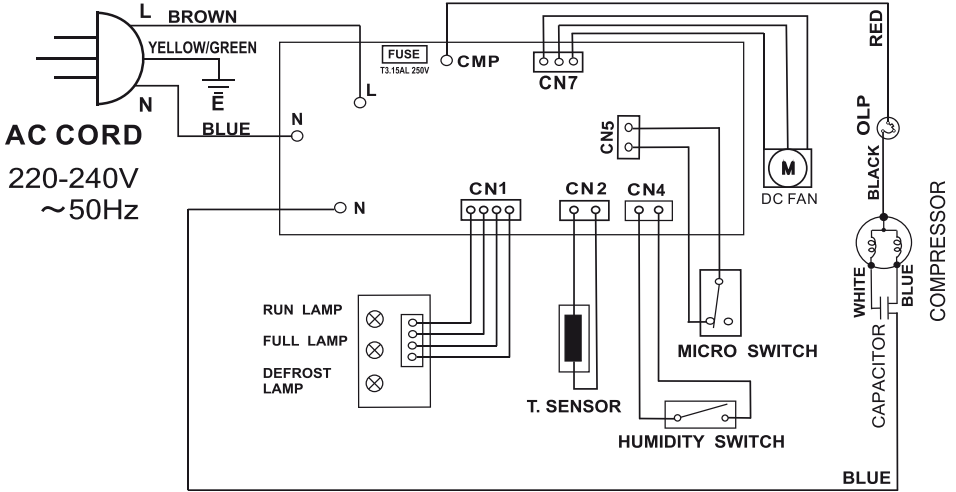 L BROWN
YELLOW/GREEN
E
N
BLUE
AC CORD
220-240V
~50Hz
FUSE
T3.15AL 250V
CMP
L
N
N
CN7
CN5
CN1
CN2
CN4
M
DC FAN
RED
OLP
BLACK
COMPRESSOR
WHITE
BLUE
CAPACITOR
BLUE
RUN LAMP
FULL LAMP
DEFROST
LAMP
T. SENSOR
MICRO SWITCH
HUMIDITY SWITCH